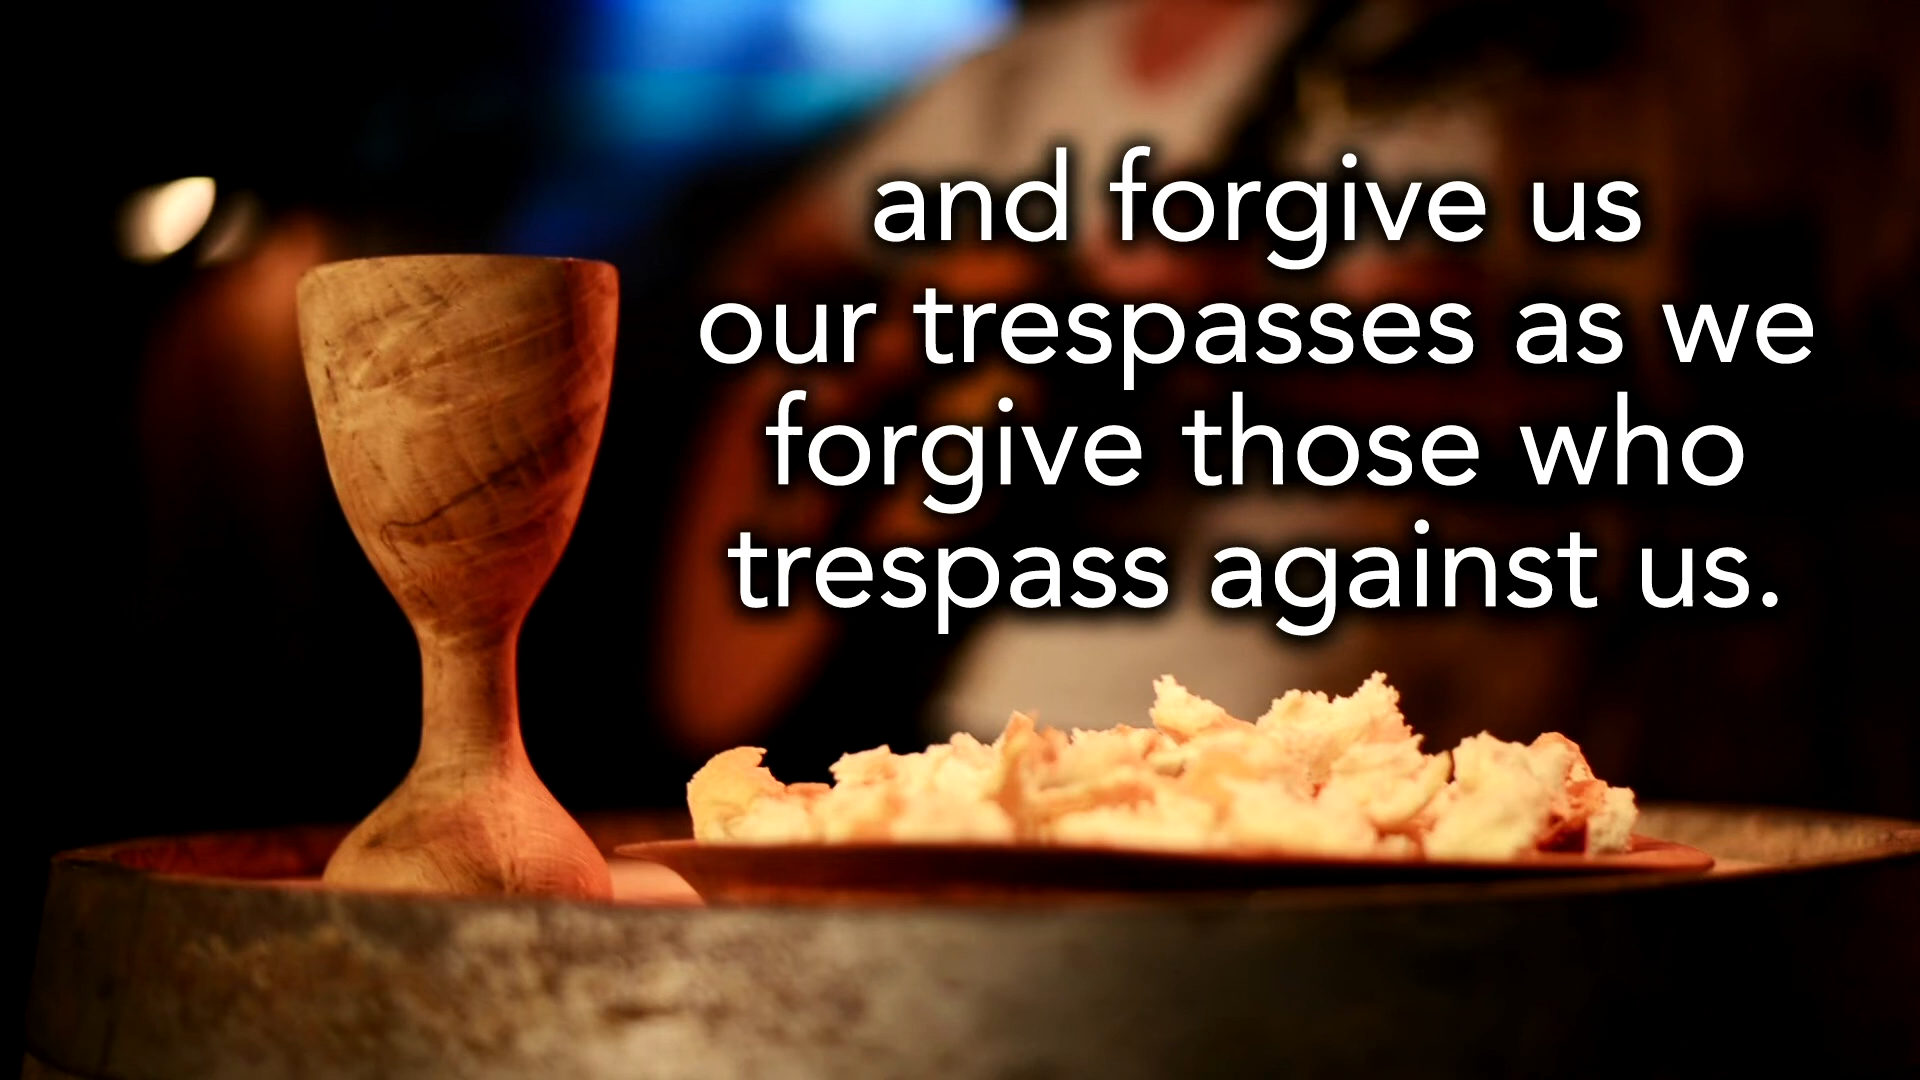 and forgive us
our trespasses as we
forgive those who
trespass against us.